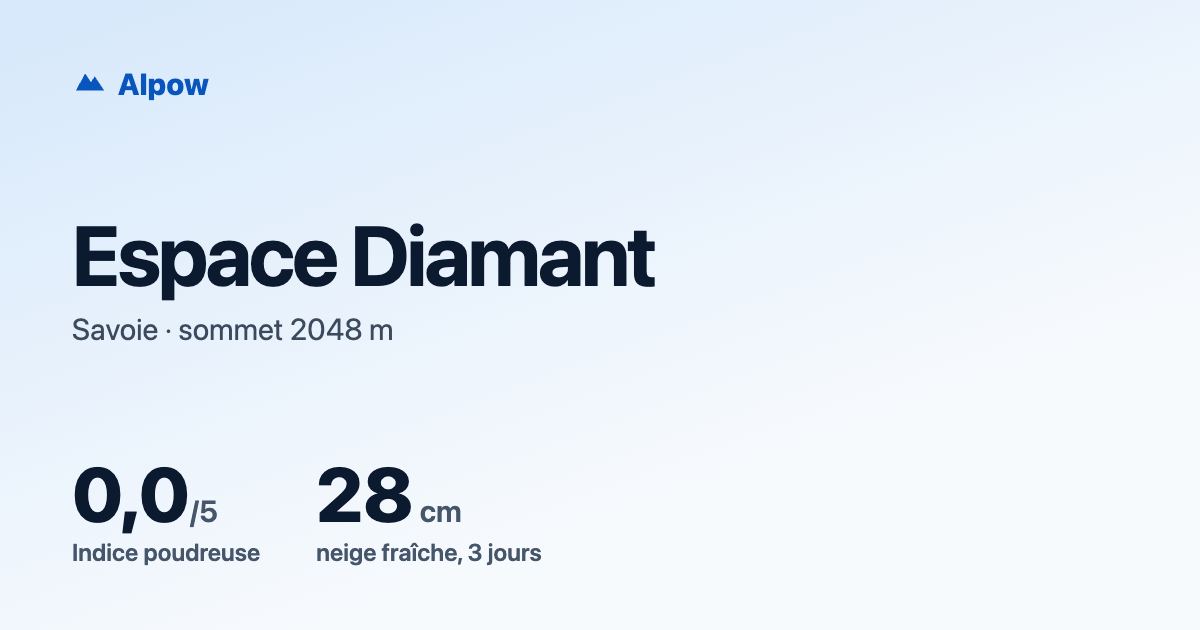 Alpow
Espace Diamant
Savoie · sommet 2048 m
0,0/5 28 cm
Indice poudreuse neige fraîche, 3 jours